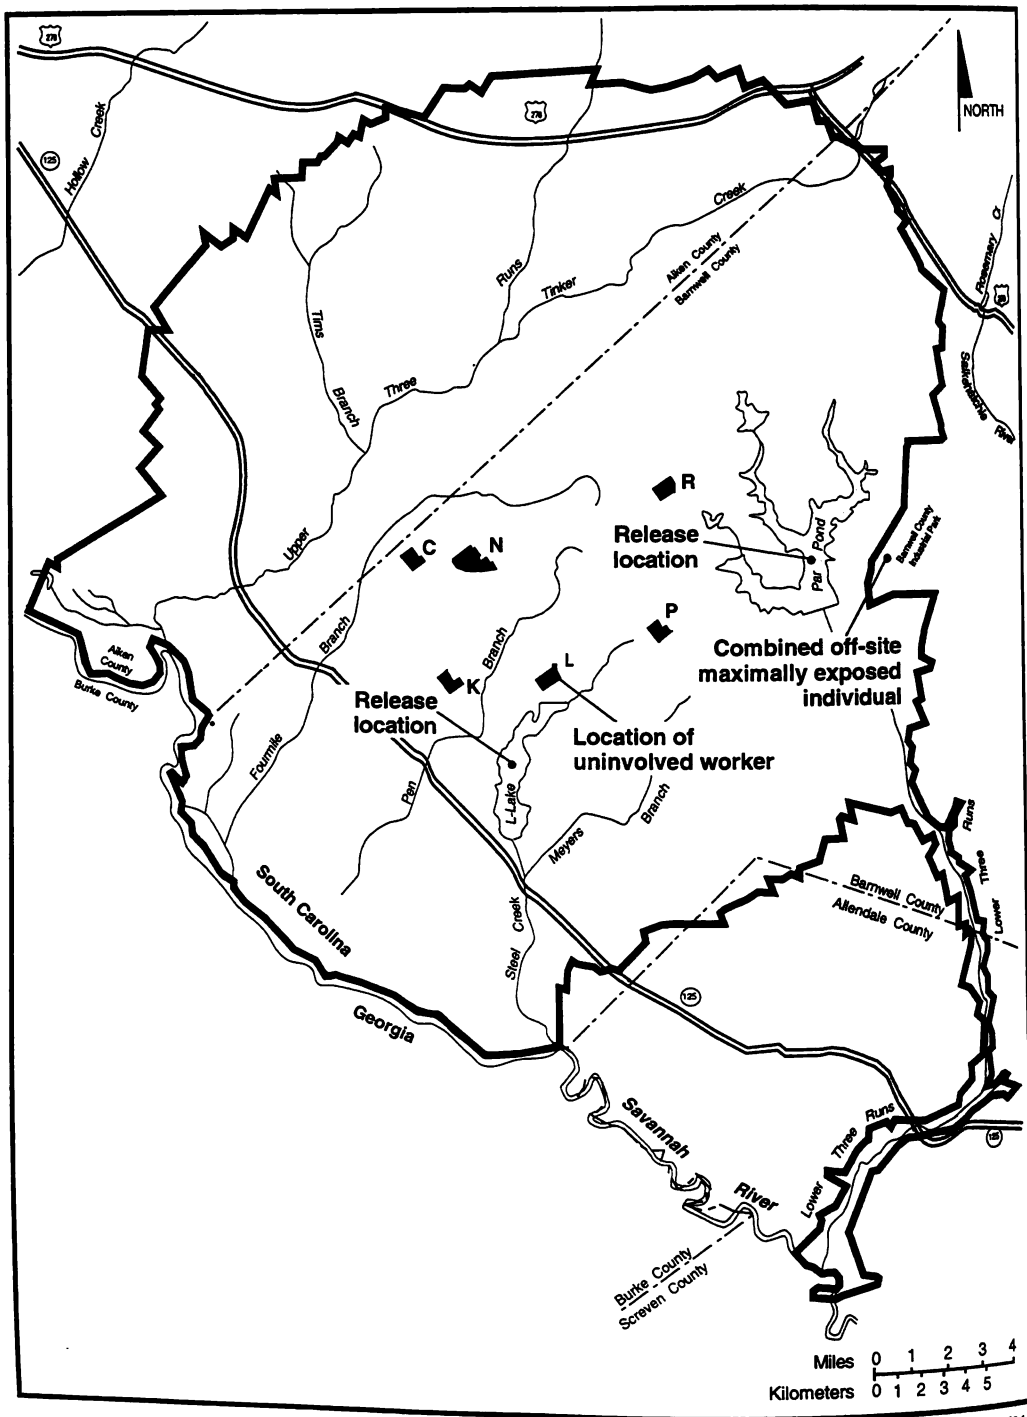 278
Hollow Creek
125
278
NORTH
Creek
Aiken County
Barnwell County
Rosemary Cr
Runs
Tinker
Tims
Branch
Three
Salkehatchie
River
R
Release
location
Par Pond
Barnwell County
Industrial Park
Upper
C
N
P
Branch
Branch
Aiken
County
Burke County
L
K
Combined off-site
maximally exposed
individual
Release
location
Location of
uninvolved worker
Fourmile
Pen
L-Lake
Meyers
Branch
Runs
Three
Lower
South Carolina
Barnwell County
Allendale County
Steel Creek
Georgia
125
Savannah
River
Lower Three Runs
125
Burke County
Screven County
Miles 0 1 2 3 4
Kilometers 0 1 2 3 4 5